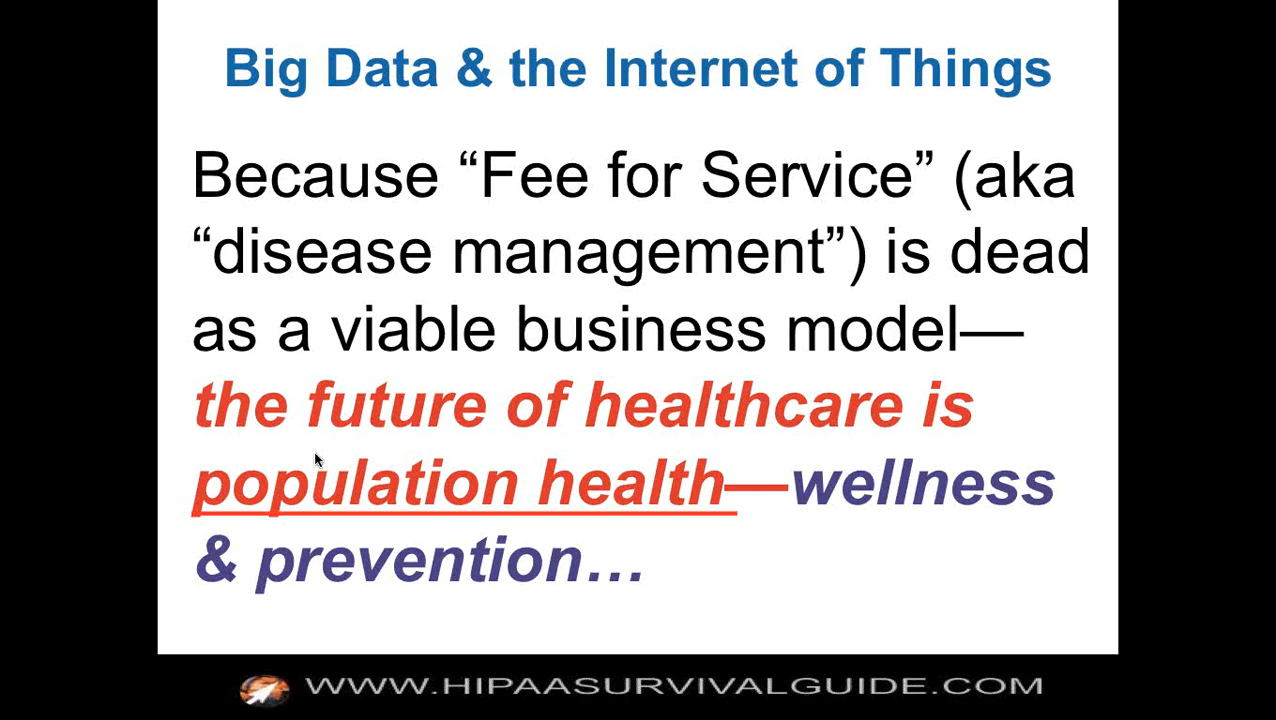 Big Data & the Internet of Things
Because “Fee for Service” (aka
“disease management”) is dead
as a viable business model—
the future of healthcare is
population health—wellness
& prevention…
WWW.HIPAASURVIVALGUIDE.COM